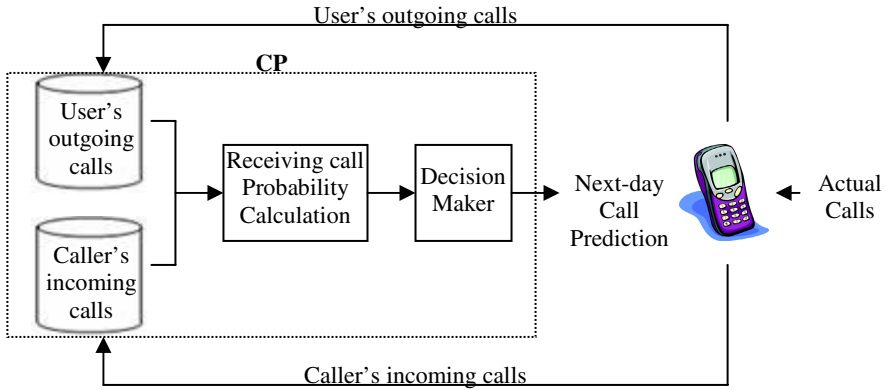 User's outgoing calls
CP
User's
outgoing
calls
Receiving call
Probability
Calculation
Decision
Maker
Next-day
Call
Prediction
Actual
Calls
Caller's
incoming
calls
Caller's incoming calls